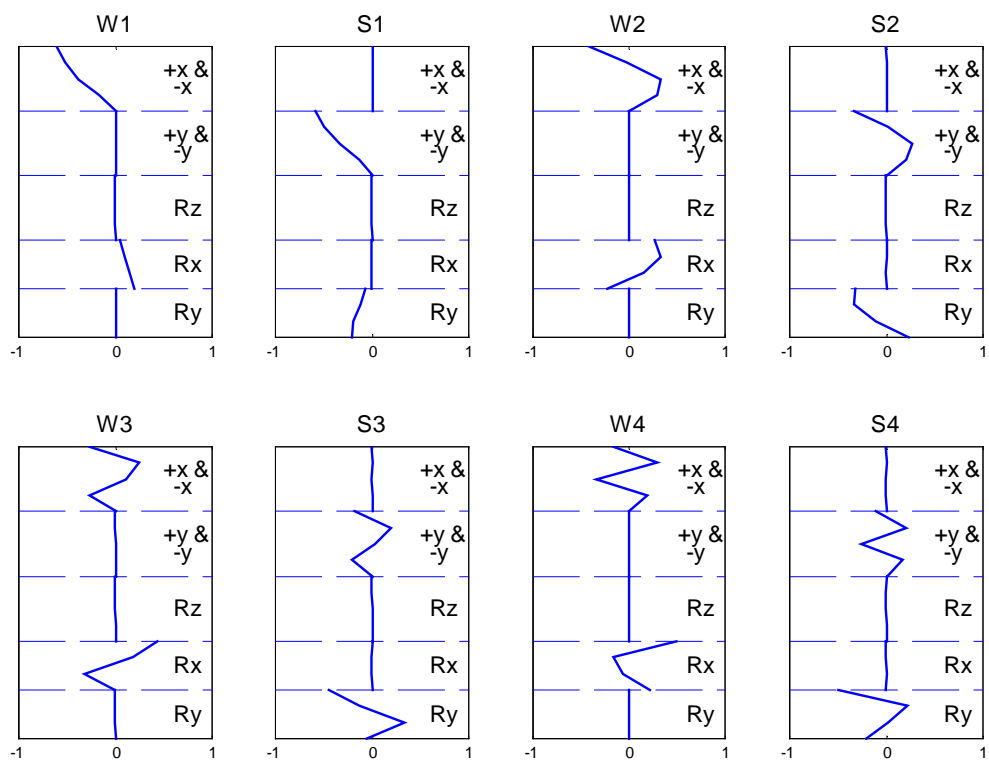 W1 S1 W2 S2
+x & +x & +x & +x &
-x -x -x -x
+y & +y & +y & +y &
-y -y -y -y
Rz Rz Rz Rz
Rx Rx Rx Rx
Ry Ry Ry Ry
-1 0 1 -1 0 1 -1 0 1 -1 0 1
W3 S3 W4 S4
+x & +x & +x & +x &
-x -x -x -x
+y & +y & +y & +y &
-y -y -y -y
Rz Rz Rz Rz
Rx Rx Rx Rx
Ry Ry Ry Ry
-1 0 1 -1 0 1 -1 0 1 -1 0 1